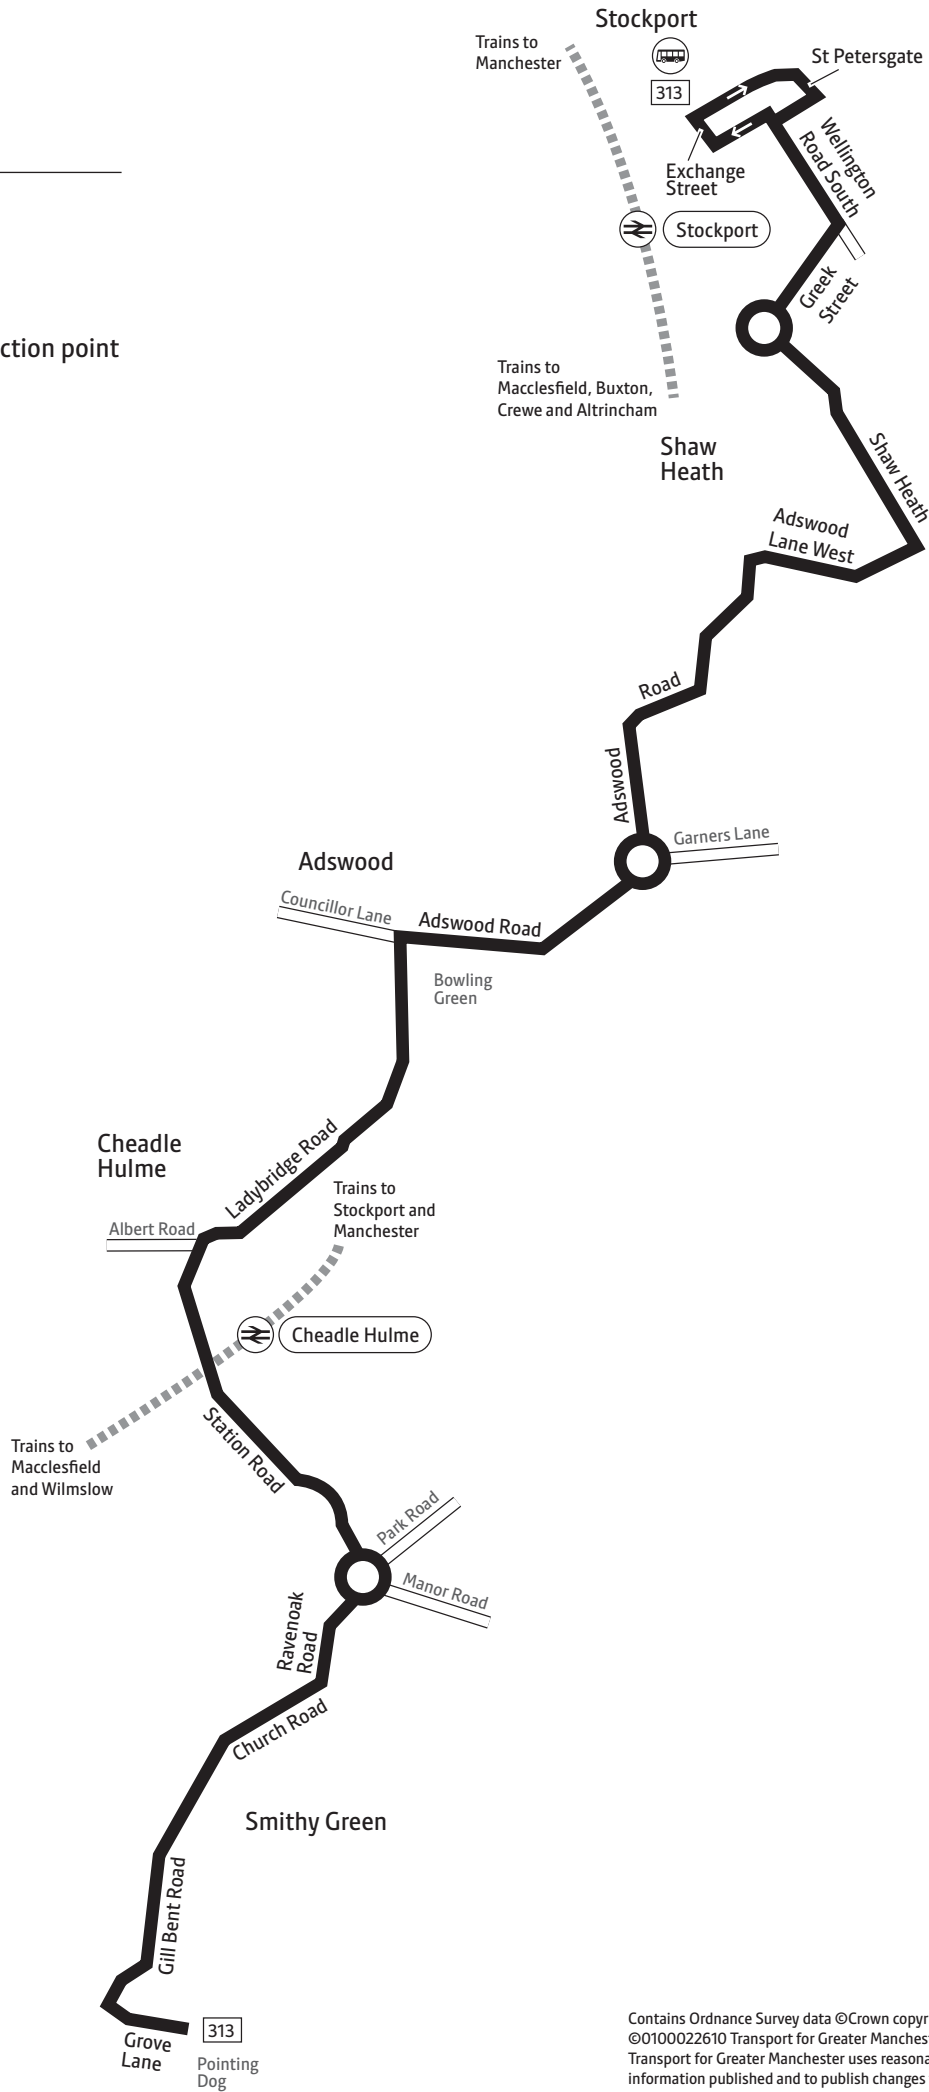 Stockport
Trains to
Manchester
313
St Petersgate
Wellington
Road South
Exchange
Street
Stockport
Greek
Street
ction point
Trains to
Macclesfield, Buxton,
Crewe and Altrincham
Shaw
Heath
Shaw Heath
Adswood
Lane West
Road
Adswood
Garners Lane
Adswood
Councillor Lane
Adswood Road
Bowling
Green
Cheadle
Hulme
Ladybridge Road
Trains to
Stockport and
Manchester
Albert Road
Cheadle Hulme
Station Road
Trains to
Macclesfield
and Wilmslow
Park Road
Manor Road
Ravenoak
Road
Church Road
Smithy Green
Gill Bent Road
313
Grove
Lane
Pointing
Dog
Contains Ordnance Survey data ©Crown copyr
©0100022610 Transport for Greater Manches
Transport for Greater Manchester uses reasona
information published and to publish changes